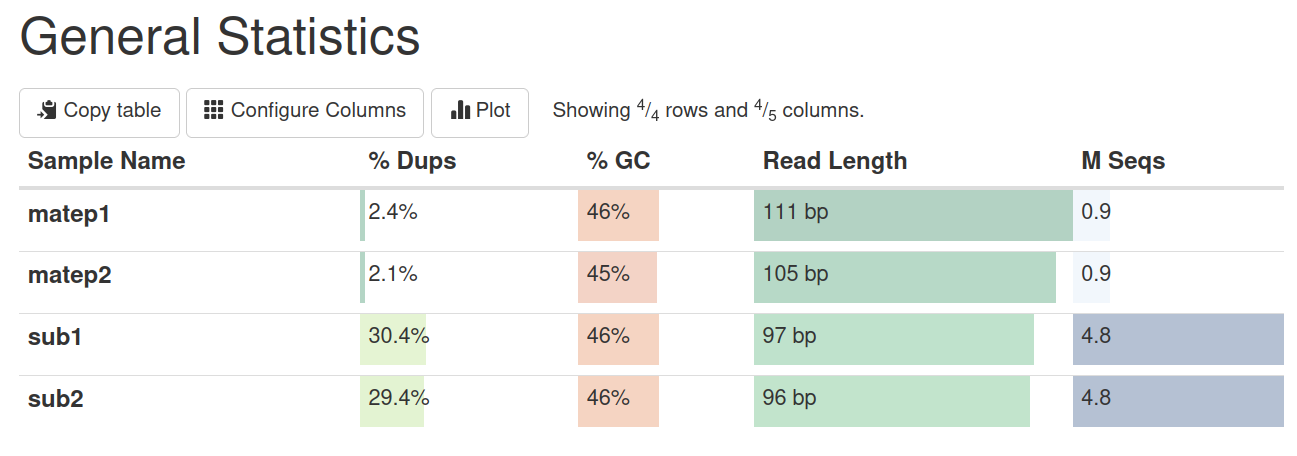 General Statistics
Copy table Configure Columns Plot Showing 4/4 rows and 4/5 columns.
Sample Name % Dups % GC Read Length M Seqs
matep1 2.4% 46% 111 bp 0.9
matep2 2.1% 45% 105 bp 0.9
sub1 30.4% 46% 97 bp 4.8
sub2 29.4% 46% 96 bp 4.8